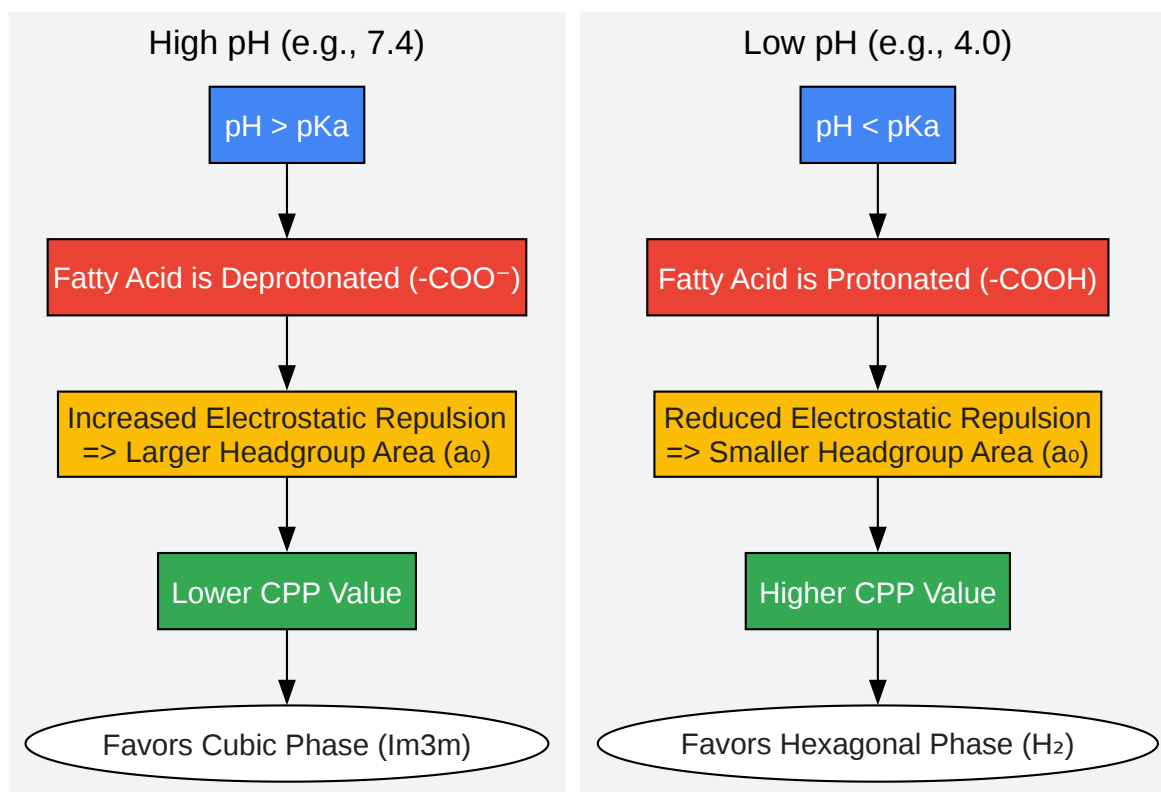 High pH (e.g., 7.4)
pH > pKa
Fatty Acid is Deprotonated (-COO⁻)
Increased Electrostatic Repulsion
=> Larger Headgroup Area (a₀)
Lower CPP Value
Favors Cubic Phase (Im3m)
Low pH (e.g., 4.0)
pH < pKa
Fatty Acid is Protonated (-COOH)
Reduced Electrostatic Repulsion
=> Smaller Headgroup Area (a₀)
Higher CPP Value
Favors Hexagonal Phase (H₂)